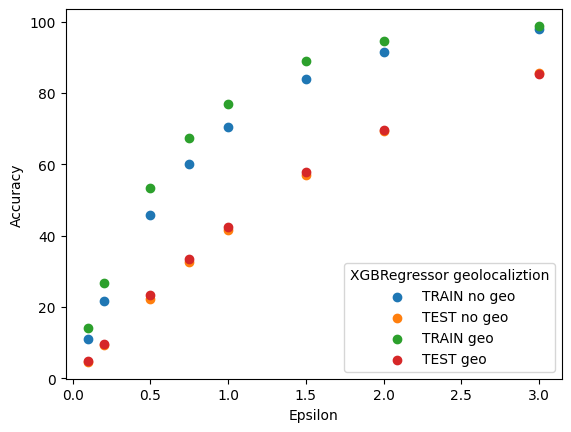 100
80
60
40
20
0
Accuracy
0.0 0.5 1.0 1.5 2.0 2.5 3.0
Epsilon
XGBRegressor geolocaliztion
TRAIN no geo
TEST no geo
TRAIN geo
TEST geo